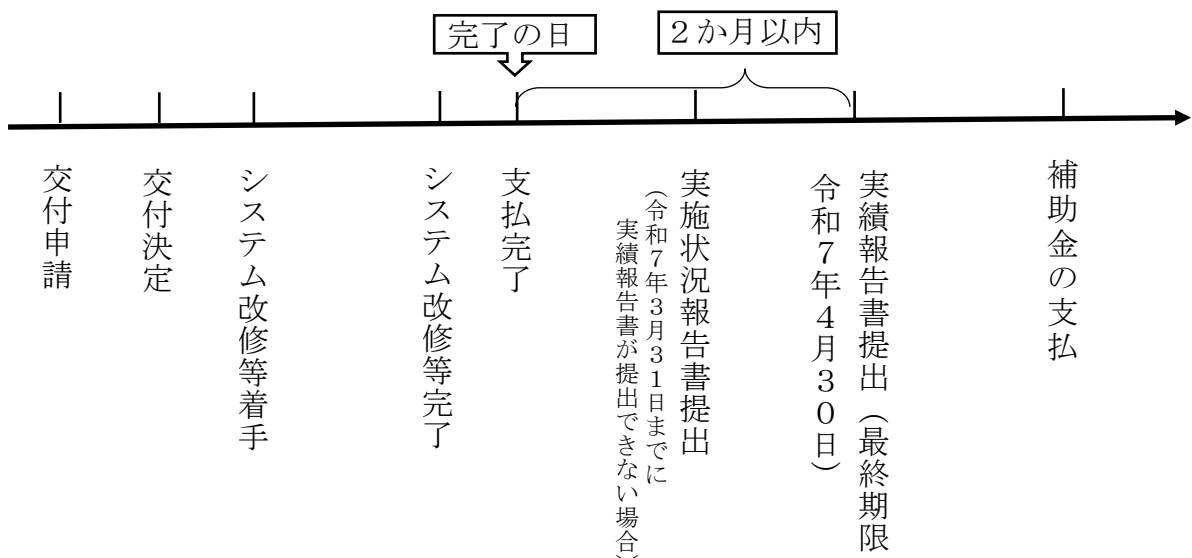 完了の日
２か月以内
交付申請
交付決定
システム改修等着手
システム改修等完了
支払完了
実施状況報告書提出
（令和７年３月３１日までに
実績報告書が提出できない場合）
実績報告書提出（最終期限
令和７年４月３０日）
補助金の支払